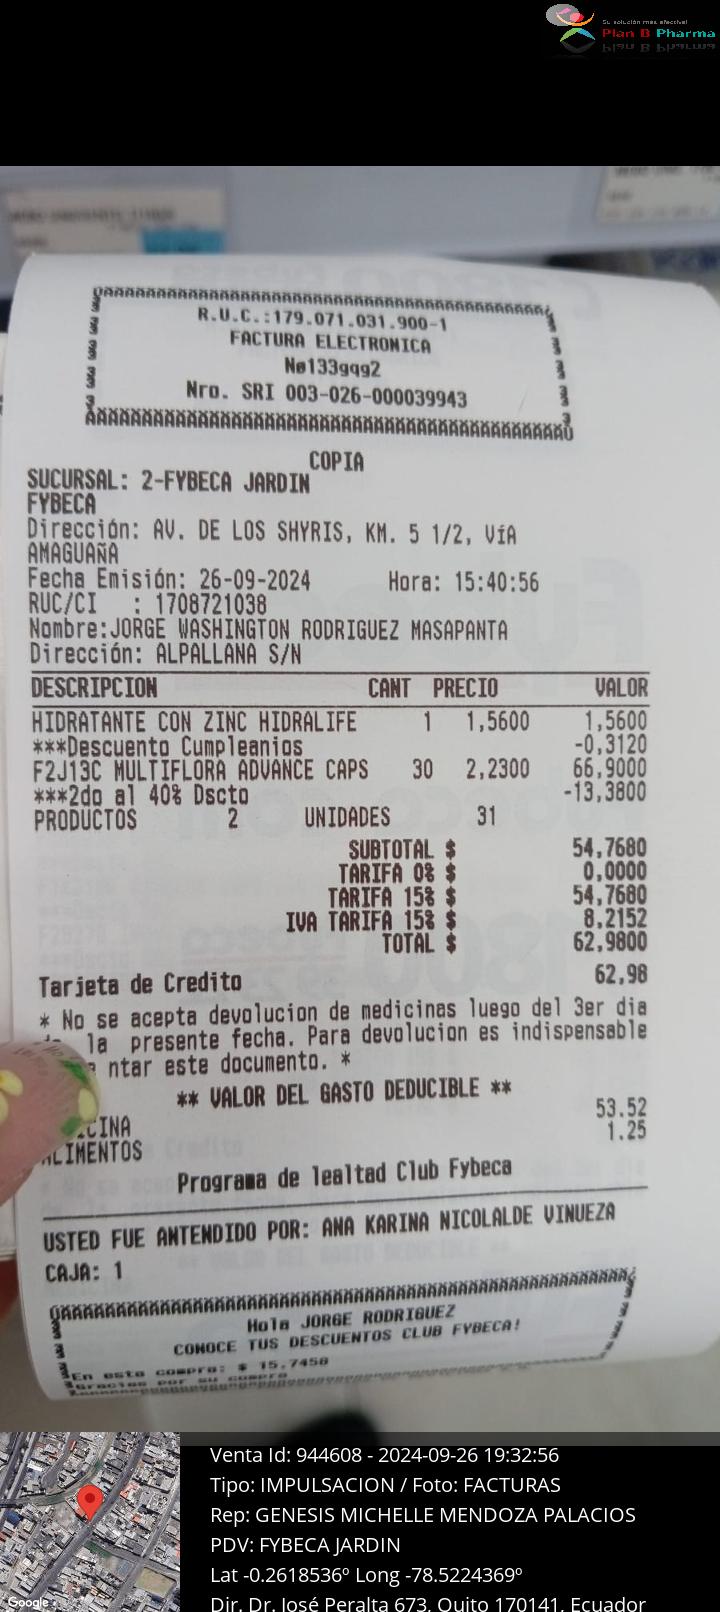 Su solución más efectiva!
Plan B Pharma
R.U.C.:179.071.031.900-1
FACTURA ELECTRONICA
Nø133gqg2
Nro. SRI 003-026-000039943
COPIA
SUCURSAL: 2-FYBECA JARDIN
FYBECA
Dirección: AV. DE LOS SHYRIS, KM. 5 1/2, VíA
AMAGUAÑA
Fecha Emisión: 26-09-2024 Hora: 15:40:56
RUC/CI : 1708721038
Nombre:JORGE WASHINGTON RODRIGUEZ MASAPANTA
Dirección: ALPALLANA S/N
DESCRIPCION CANT PRECIO VALOR
HIDRATANTE CON ZINC HIDRALIFE 1 1,5600 1,5600
***Descuento Cumpleanios -0,3120
F2J13C MULTIFLORA ADVANCE CAPS 30 2,2300 66,9000
***2do al 40% Dscto -13,3800
PRODUCTOS 2 UNIDADES 31
SUBTOTAL $ 54,7680
TARIFA 0% $ 0,0000
TARIFA 15% $ 54,7680
IVA TARIFA 15% $ 8,2152
TOTAL $ 62,9800
Tarjeta de Credito 62,98
* No se acepta devolucion de medicinas luego del 3er dia
la presente fecha. Para devolucion es indispensable
ntar este documento. *
** VALOR DEL GASTO DEDUCIBLE **
CINA 53.52
ALIMENTOS 1.25
Programa de lealtad Club Fybeca
USTED FUE ANTENDIDO POR: ANA KARINA NICOLALDE VINUEZA
CAJA: 1
Hola JORGE RODRIGUEZ
CONOCE TUS DESCUENTOS CLUB FYBECA!
En esta compra: $ 15,7458
Gracias por su compra
Google
Venta Id: 944608 - 2024-09-26 19:32:56
Tipo: IMPULSACION / Foto: FACTURAS
Rep: GENESIS MICHELLE MENDOZA PALACIOS
PDV: FYBECA JARDIN
Lat -0.2618536º Long -78.5224369º
Dir. Dr. José Peralta 673, Quito 170141, Ecuador